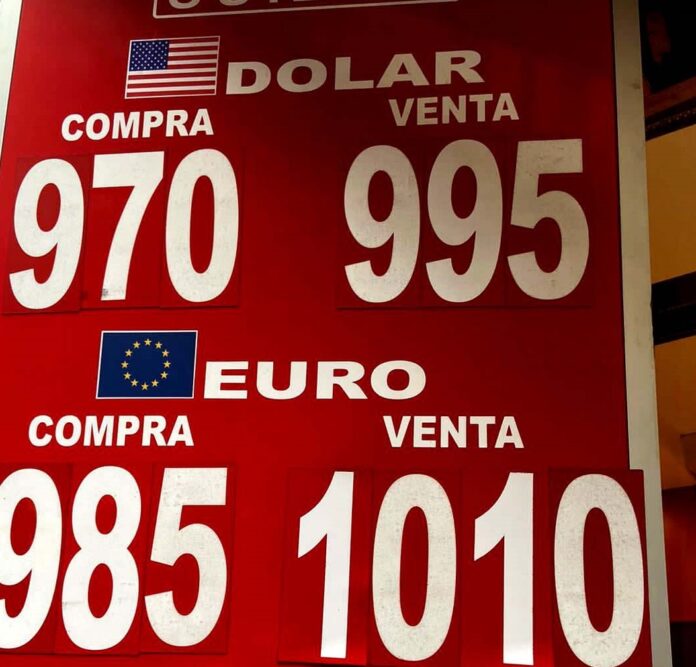 DOLAR
COMPRA VENTA
970 995
EURO
COMPRA VENTA
985 1010